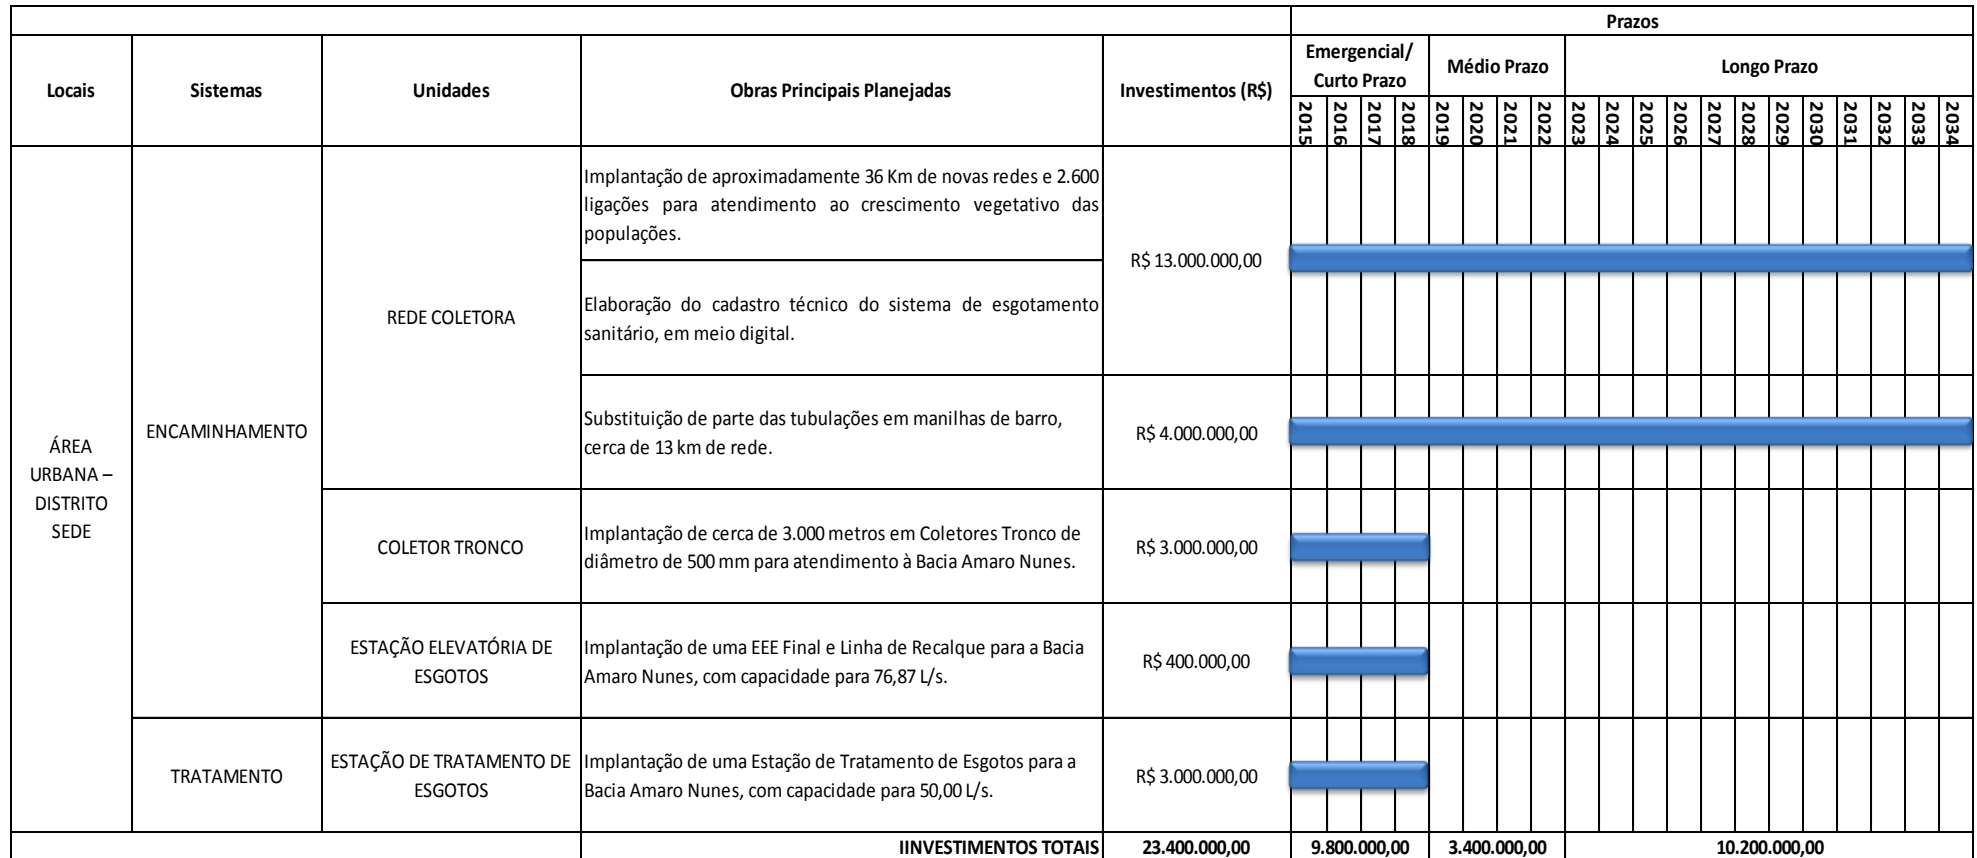 Prazos
Locais
Sistemas
Unidades
Obras Principais Planejadas
Investimentos (R$)
Emergencial/
Curto Prazo
Médio Prazo
Longo Prazo
2015
2016
2017
2018
2019
2020
2021
2022
2023
2024
2025
2026
2027
2028
2029
2030
2031
2032
2033
2034
ÁREA
URBANA –
DISTRITO
SEDE
ENCAMINHAMENTO
REDE COLETORA
Implantação de aproximadamente 36 Km de novas redes e 2.600
ligações para atendimento ao crescimento vegetativo das
populações.
R$ 13.000.000,00
Elaboração do cadastro técnico do sistema de esgotamento
sanitário, em meio digital.
Substituição de parte das tubulações em manilhas de barro,
cerca de 13 km de rede.
R$ 4.000.000,00
COLETOR TRONCO
Implantação de cerca de 3.000 metros em Coletores Tronco de
diâmetro de 500 mm para atendimento à Bacia Amaro Nunes.
R$ 3.000.000,00
ESTAÇÃO ELEVATÓRIA DE
ESGOTOS
Implantação de uma EEE Final e Linha de Recalque para a Bacia
Amaro Nunes, com capacidade para 76,87 L/s.
R$ 400.000,00
TRATAMENTO
ESTAÇÃO DE TRATAMENTO DE
ESGOTOS
Implantação de uma Estação de Tratamento de Esgotos para a
Bacia Amaro Nunes, com capacidade para 50,00 L/s.
R$ 3.000.000,00
IINVESTIMENTOS TOTAIS
23.400.000,00
9.800.000,00
3.400.000,00
10.200.000,00